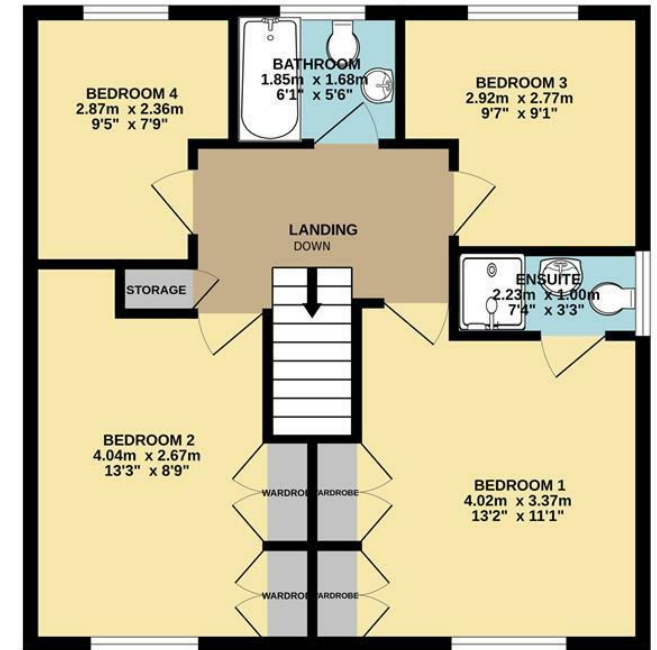 BEDROOM 4
2.87m x 2.36m
9'5" x 7'9"
BATHROOM
1.85m x 1.68m
6'1" x 5'6"
BEDROOM 3
2.92m x 2.77m
9'7" x 9'1"
LANDING
DOWN
STORAGE
ENSUITE
2.23m x 1.00m
7'4" x 3'3"
BEDROOM 2
4.04m x 2.67m
13'3" x 8'9"
BEDROOM 1
4.02m x 3.37m
13'2" x 11'1"
WARDROBE
WARDROBE
WARDROBE
WARDROBE